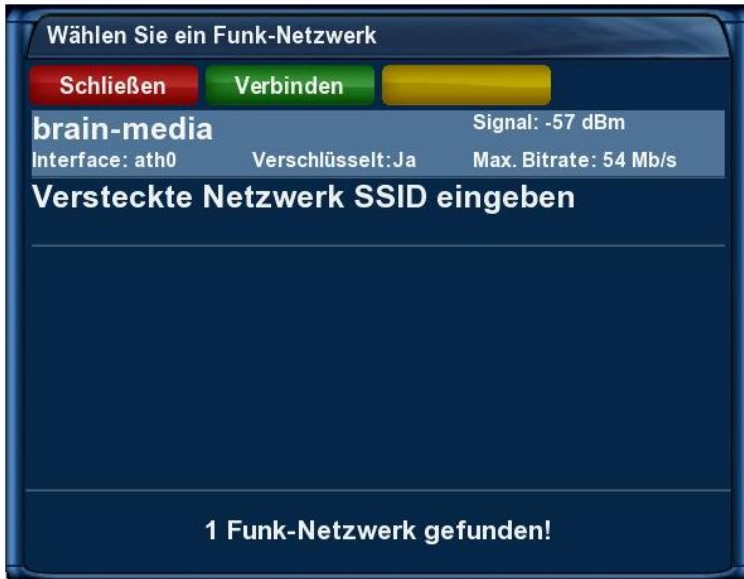 Wählen Sie ein Funk-Netzwerk
Schließen Verbinden
brain-media Signal: -57 dBm
Interface: ath0 Verschlüsselt:Ja Max. Bitrate: 54 Mb/s
Versteckte Netzwerk SSID eingeben
1 Funk-Netzwerk gefunden!